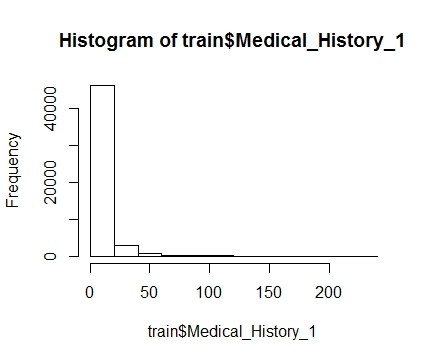 Histogram of train$Medical_History_1
Frequency
40000
20000
0
0 50 100 150 200
train$Medical_History_1